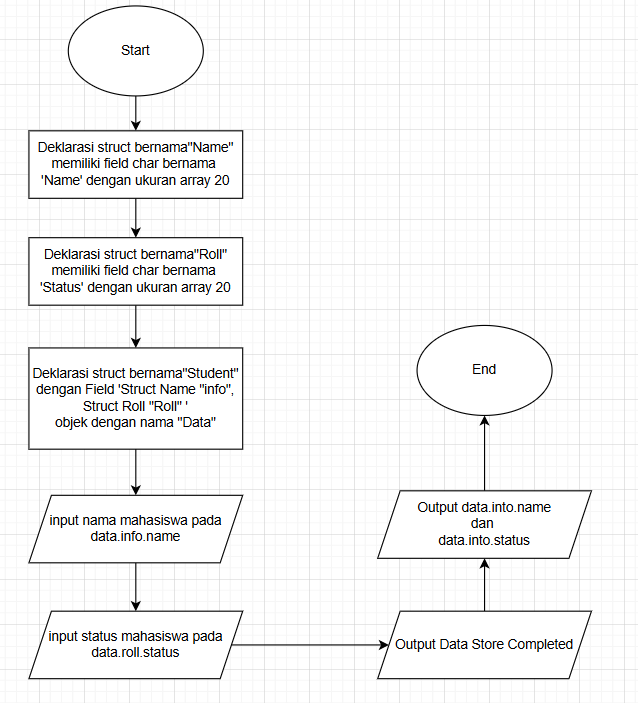 Start
Deklarasi struct bernama"Name"
memiliki field char bernama
'Name' dengan ukuran array 20
Deklarasi struct bernama"Roll"
memiliki field char bernama
'Status' dengan ukuran array 20
Deklarasi struct bernama"Student"
dengan Field 'Struct Name "info",
Struct Roll "Roll" '
objek dengan nama "Data"
input nama mahasiswa pada
data.info.name
input status mahasiswa pada
data.roll.status
Output Data Store Completed
Output data.into.name
dan
data.into.status
End